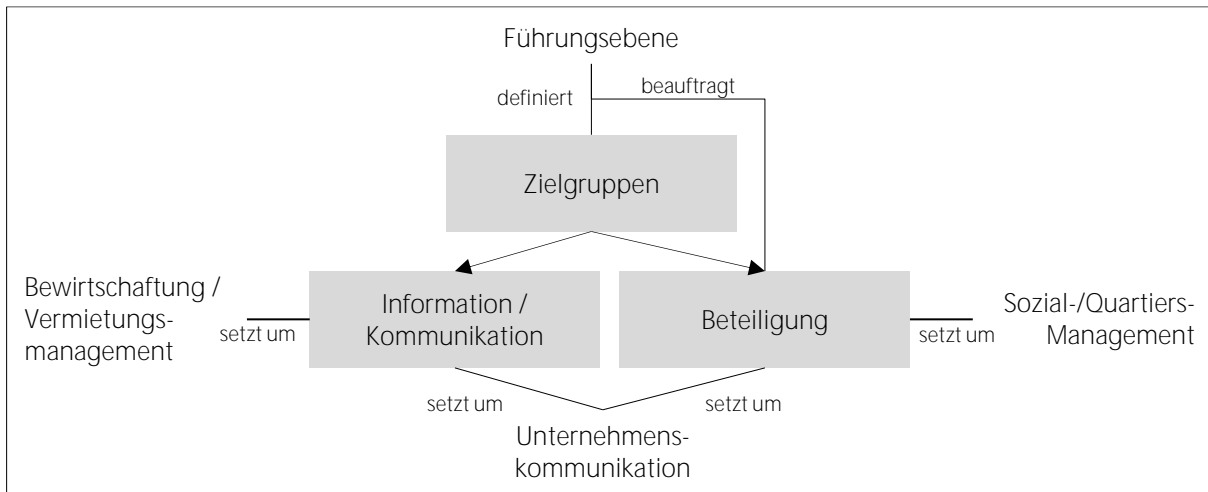 Führungsebene
beauftragt
definiert
Zielgruppen
Bewirtschaftung /
Vermietungs-
management
setzt um
Information /
Kommunikation
Beteiligung
setzt um
Sozial-/Quartiers-
Management
setzt um
setzt um
Unternehmens-
kommunikation